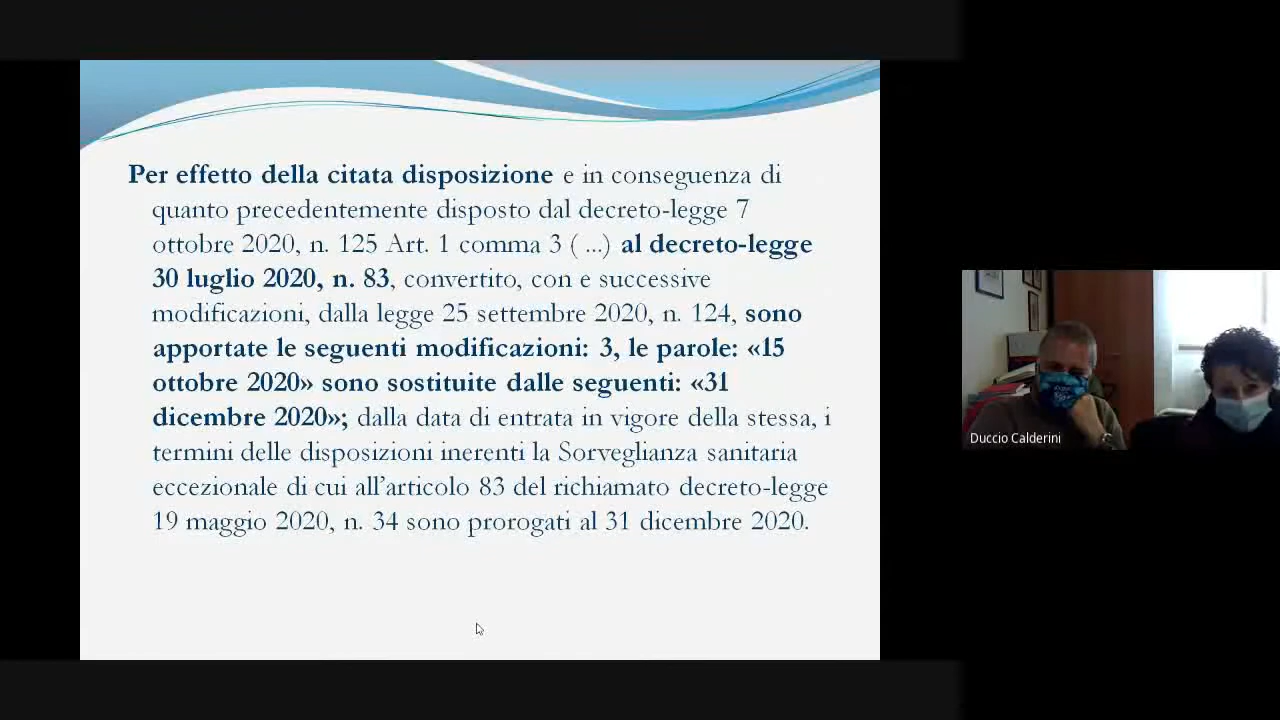 Per effetto della citata disposizione e in conseguenza di
quanto precedentemente disposto dal decreto-legge 7
ottobre 2020, n. 125 Art. 1 comma 3 ( ...) al decreto-legge
30 luglio 2020, n. 83, convertito, con e successive
modificazioni, dalla legge 25 settembre 2020, n. 124, sono
apportate le seguenti modificazioni: 3, le parole: «15
ottobre 2020» sono sostituite dalle seguenti: «31
dicembre 2020»; dalla data di entrata in vigore della stessa, i
termini delle disposizioni inerenti la Sorveglianza sanitaria
eccezionale di cui all’articolo 83 del richiamato decreto-legge
19 maggio 2020, n. 34 sono prorogati al 31 dicembre 2020.
Duccio Calderini